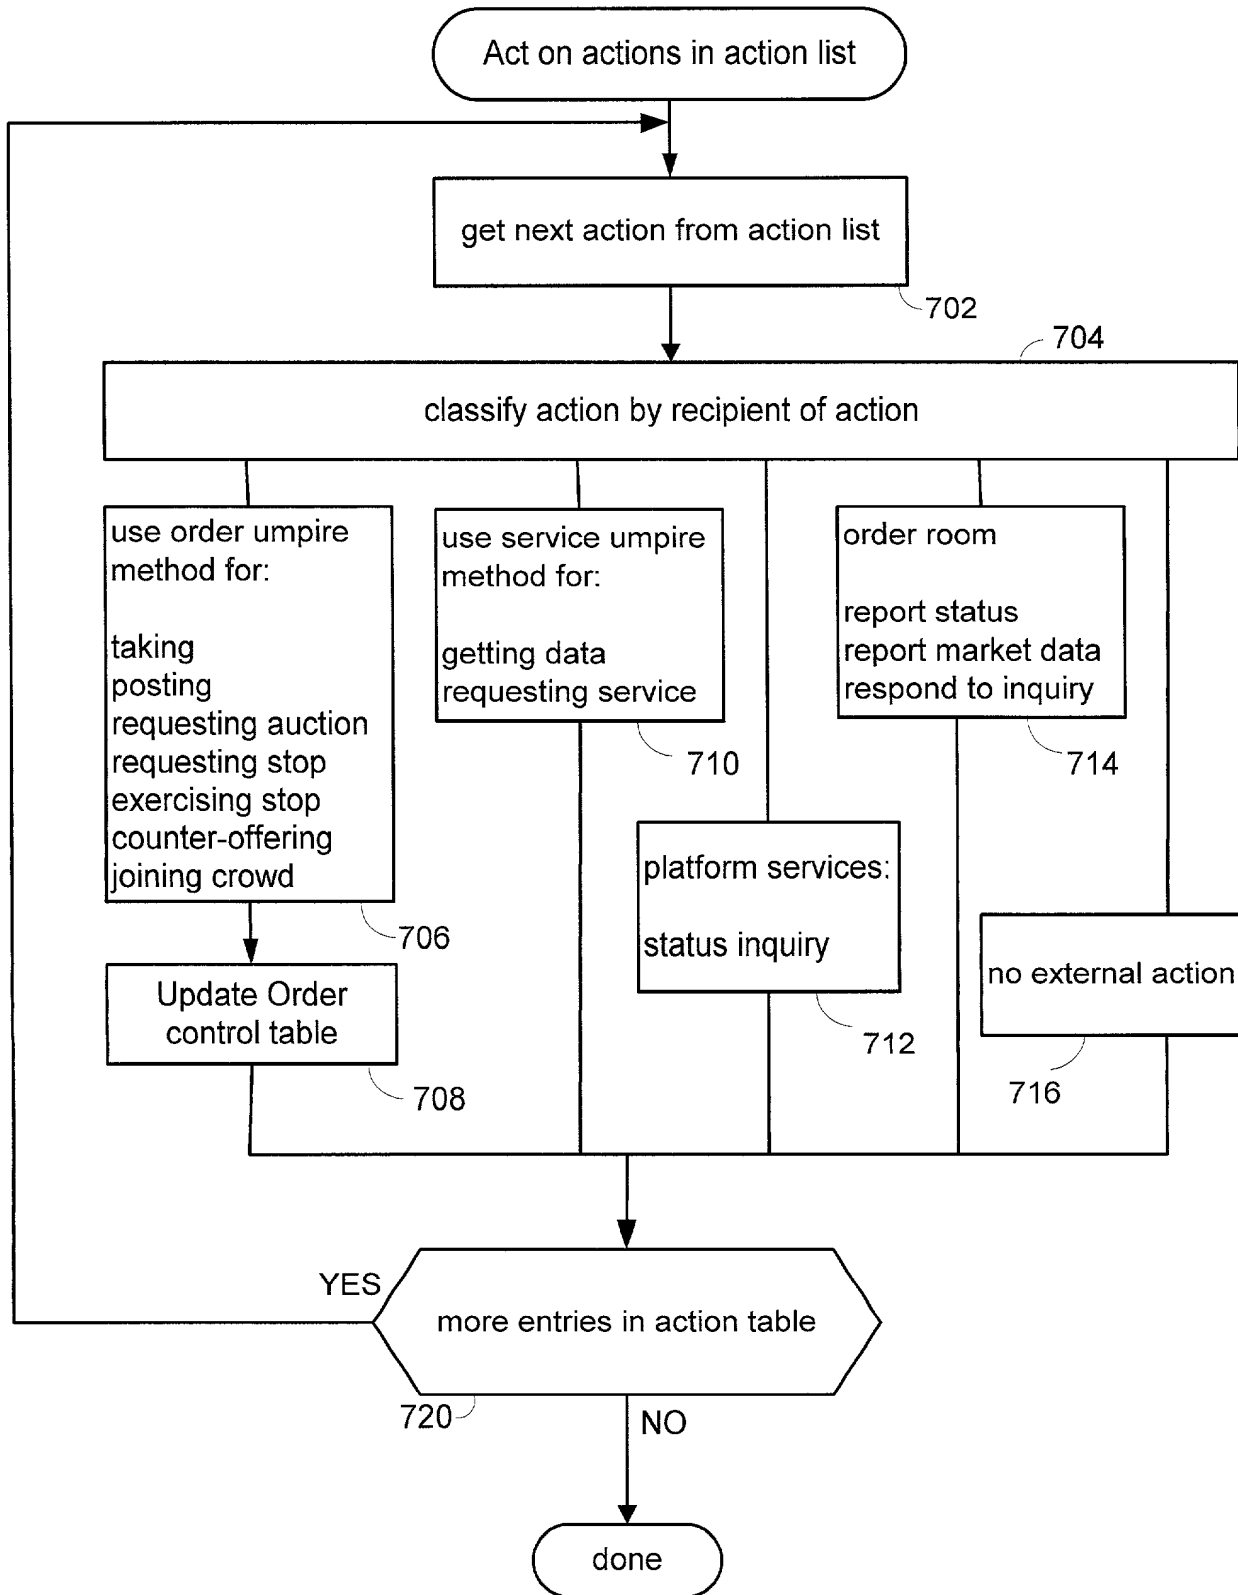 Act on actions in action list
get next action from action list
702
704
classify action by recipient of action
use order umpire
method for:
taking
posting
requesting auction
requesting stop
exercising stop
counter-offering
joining crowd
706
Update Order
control table
708
use service umpire
method for:
getting data
requesting service
710
platform services:
status inquiry
712
order room
report status
report market data
respond to inquiry
714
no external action
716
YES
more entries in action table
720
NO
done